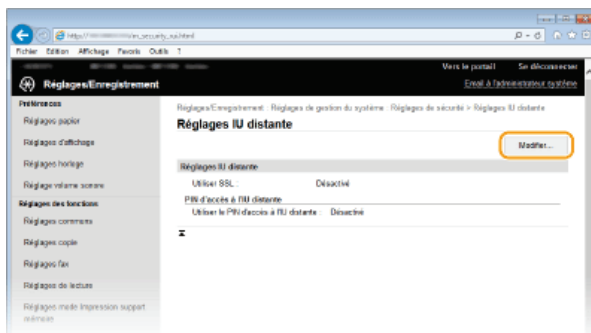 Fichier Edition Affichage Favoris Outils ?
Vers le portail Se déconnecter
Réglages/Enregistrement
Email à l'administrateur système
Préférences
Réglages papier
Réglages d'affichage
Réglages horloge
Réglage volume sonore
Réglages des fonctions
Réglages communs
Réglages copie
Réglages fax
Réglages de lecture
Réglages mode Impression support
mémoire
Réglages/Enregistrement : Réglages de gestion du système : Réglages de sécurité > Réglages IU distante
Réglages IU distante
Modifier...
Réglages IU distante
Utiliser SSL : Désactivé
PIN d'accès à l'IU distante
Utiliser le PIN d'accès à l'IU distante : Désactivé